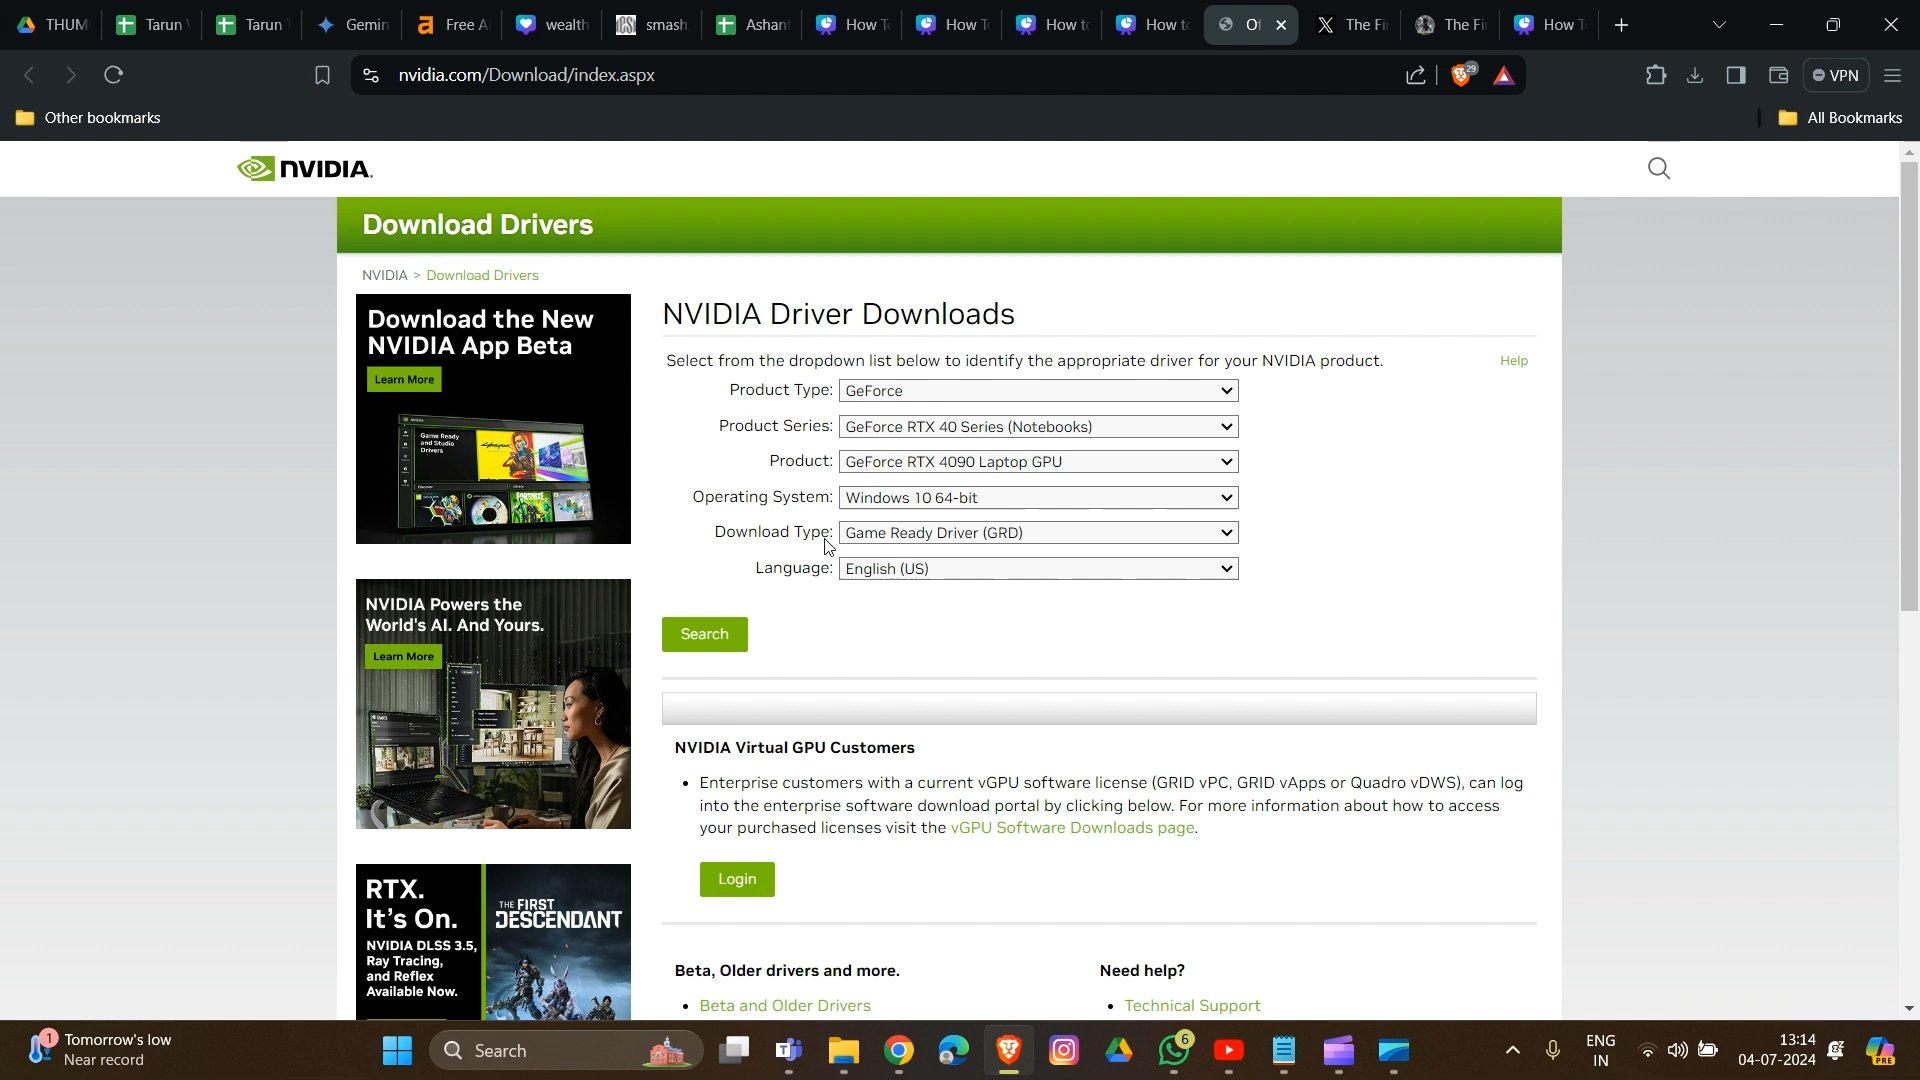 THUM
Tarun
Tarun
Gemin
Free A
wealth
smash.
Ashant
How To
How To
How to
How to
Of
The Fi
The Fi
How T
nvidia.com/Download/index.aspx
29
VPN
Other bookmarks
All Bookmarks
NVIDIA.
Download Drivers
NVIDIA > Download Drivers
Download the New
NVIDIA App Beta
Learn More
NVIDIA Driver Downloads
Select from the dropdown list below to identify the appropriate driver for your NVIDIA product.
Help
Product Type: GeForce
Product Series: GeForce RTX 40 Series (Notebooks)
Product: GeForce RTX 4090 Laptop GPU
Operating System: Windows 10 64-bit
Download Type: Game Ready Driver (GRD)
Language: English (US)
Search
NVIDIA Powers the
World's AI. And Yours.
Learn More
NVIDIA Virtual GPU Customers
• Enterprise customers with a current vGPU software license (GRID vPC, GRID vApps or Quadro vDWS), can log
into the enterprise software download portal by clicking below. For more information about how to access
your purchased licenses visit the vGPU Software Downloads page.
Login
RTX.
It's On.
NVIDIA DLSS 3.5,
Ray Tracing,
and Reflex
Available Now.
THE FIRST
DESCENDANT
Beta, Older drivers and more.
• Beta and Older Drivers
Need help?
• Technical Support
1
Tomorrow's low
Near record
Search
6
ENG
IN
13:14
04-07-2024
PRE